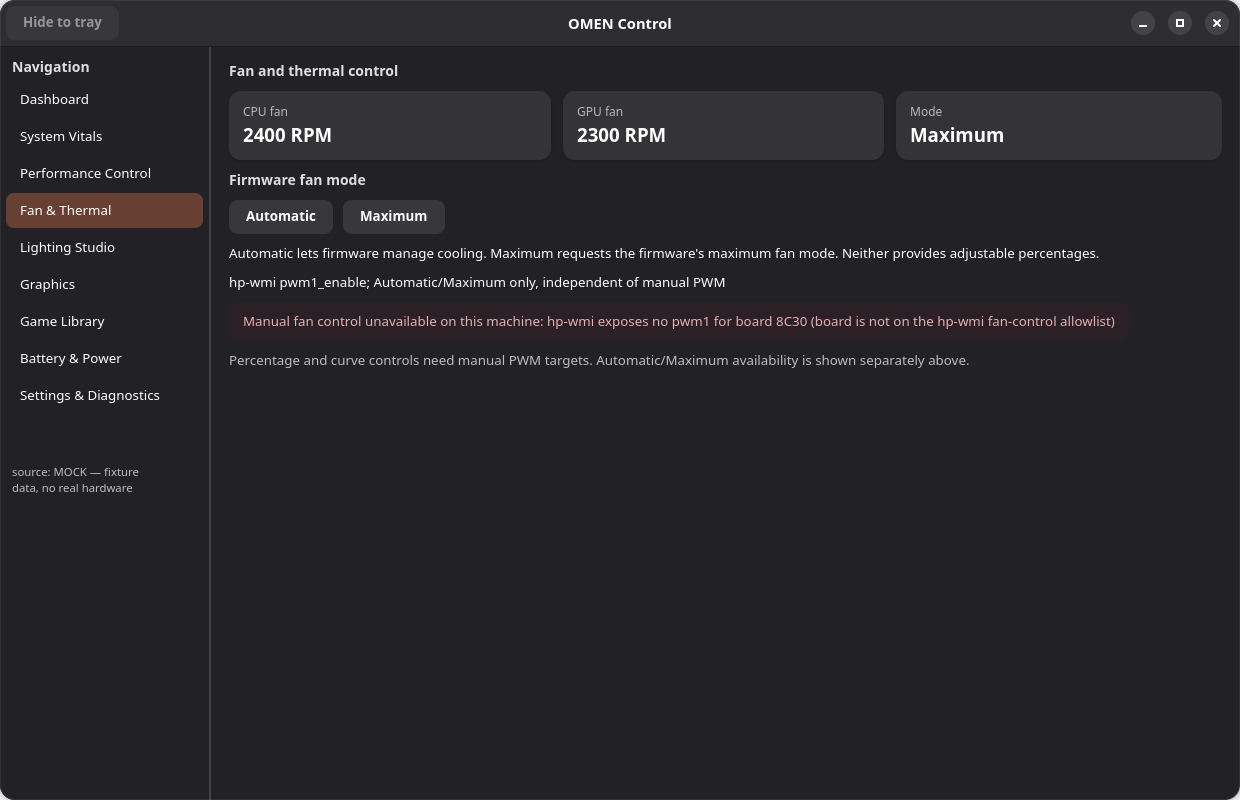 Hide to tray
OMEN Control
Navigation
Dashboard
System Vitals
Performance Control
Fan & Thermal
Lighting Studio
Graphics
Game Library
Battery & Power
Settings & Diagnostics
source: MOCK — fixture
data, no real hardware
Fan and thermal control
CPU fan
2400 RPM
GPU fan
2300 RPM
Mode
Maximum
Firmware fan mode
Automatic
Maximum
Automatic lets firmware manage cooling. Maximum requests the firmware's maximum fan mode. Neither provides adjustable percentages.
hp-wmi pwm1_enable; Automatic/Maximum only, independent of manual PWM
Manual fan control unavailable on this machine: hp-wmi exposes no pwm1 for board 8C30 (board is not on the hp-wmi fan-control allowlist)
Percentage and curve controls need manual PWM targets. Automatic/Maximum availability is shown separately above.